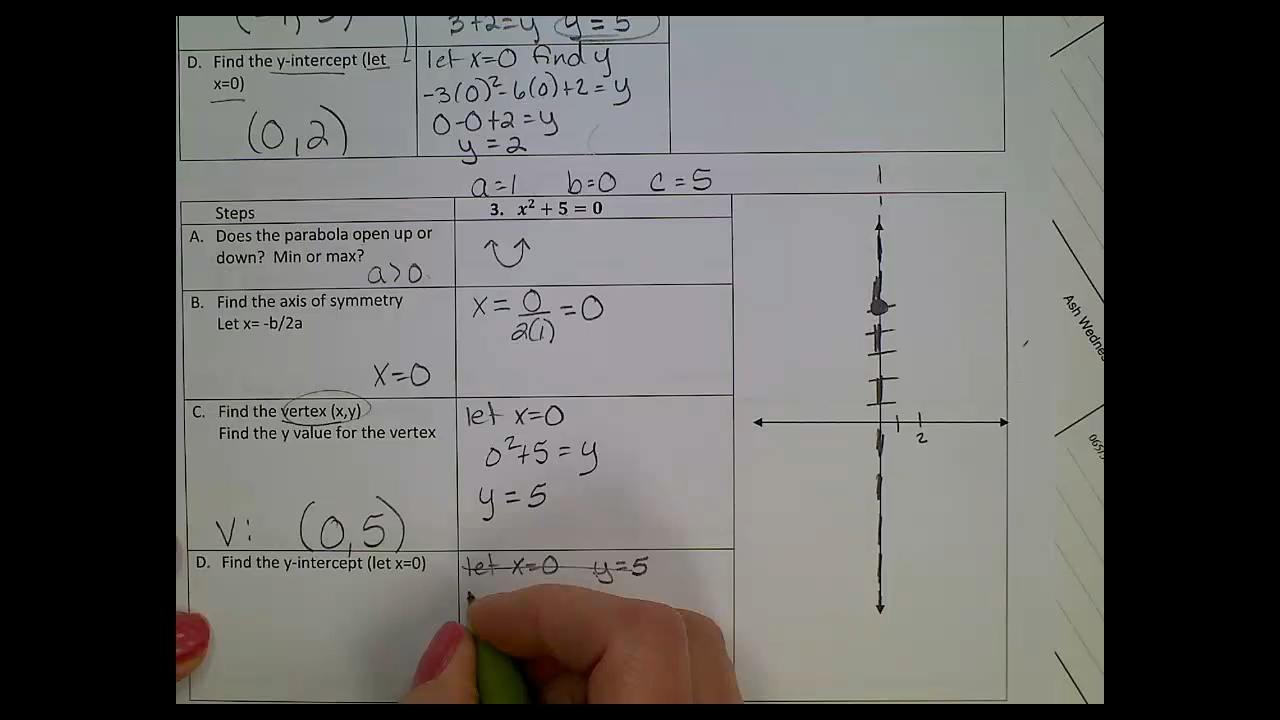 3+2=y y=5
D. Find the y-intercept (let x=0)
(0,2)
let x=0 find y
-3(0)²-6(0)+2=y
0-0+2=y
y=2
a=1 b=0 c=5
Steps
3. x² + 5 = 0
A. Does the parabola open up or
down? Min or max?
a>0
B. Find the axis of symmetry
Let x= -b/2a
x=0
x=0/2(1)=0
C. Find the vertex (x,y)
Find the y value for the vertex
V: (0,5)
let x=0
0²+5=y
y=5
D. Find the y-intercept (let x=0)
let x=0 y=5
2